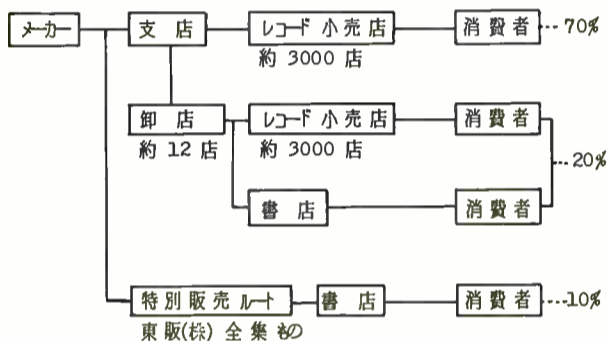 メーカー 支店 レコード小売店 消費者 ---70%
約 3000 店
卸店 レコード小売店 消費者
約 12 店 約 3000 店
---20%
書店 消費者
特別販売ルート 書店 消費者 ----10%
東販(株) 全集もの